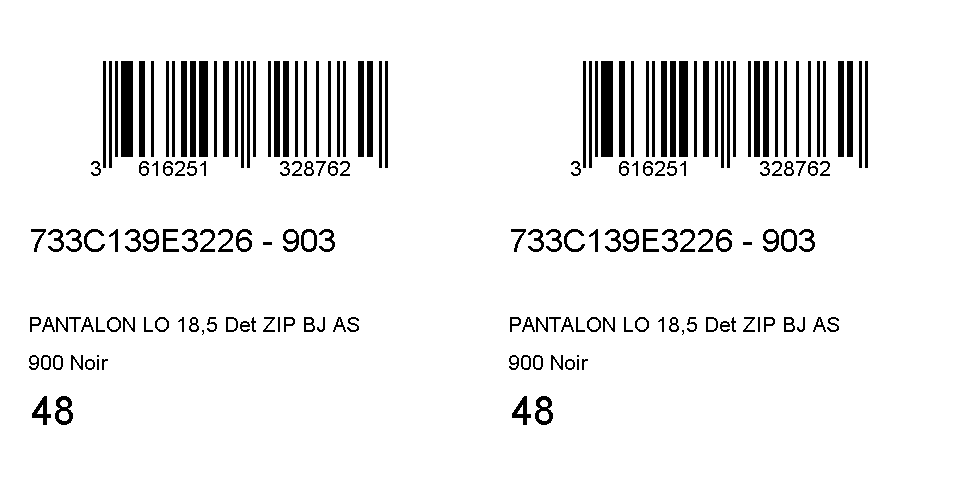 3 616251 328762
733C139E3226 - 903
PANTALON LO 18,5 Det ZIP BJ AS
900 Noir
48
3 616251 328762
733C139E3226 - 903
PANTALON LO 18,5 Det ZIP BJ AS
900 Noir
48